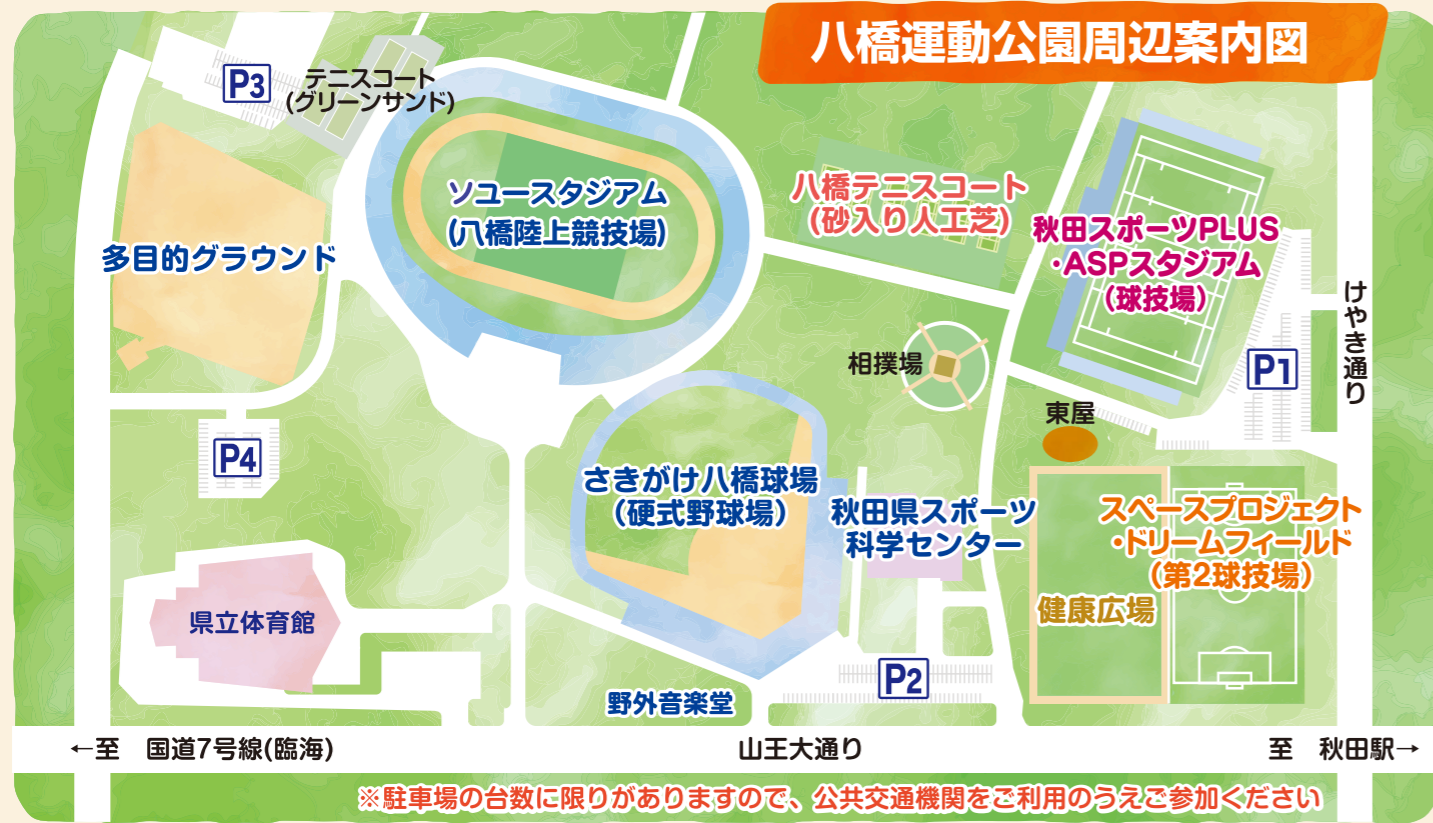 八橋運動公園周辺案内図
P3
テニスコート
(グリーンサンド)
ソユースタジアム
(八橋陸上競技場)
八橋テニスコート
(砂入り人工芝)
秋田スポーツPLUS
・ASPスタジアム
(球技場)
多目的グラウンド
けやき通り
相撲場
P1
東屋
P4
さきがけ八橋球場
(硬式野球場)
秋田県スポーツ
科学センター
スペースプロジェクト
・ドリームフィールド
(第2球技場)
健康広場
県立体育館
P2
野外音楽堂
←至 国道7号線(臨海)
山王大通り
至 秋田駅→
※駐車場の台数に限りがありますので、公共交通機関をご利用のうえご参加ください